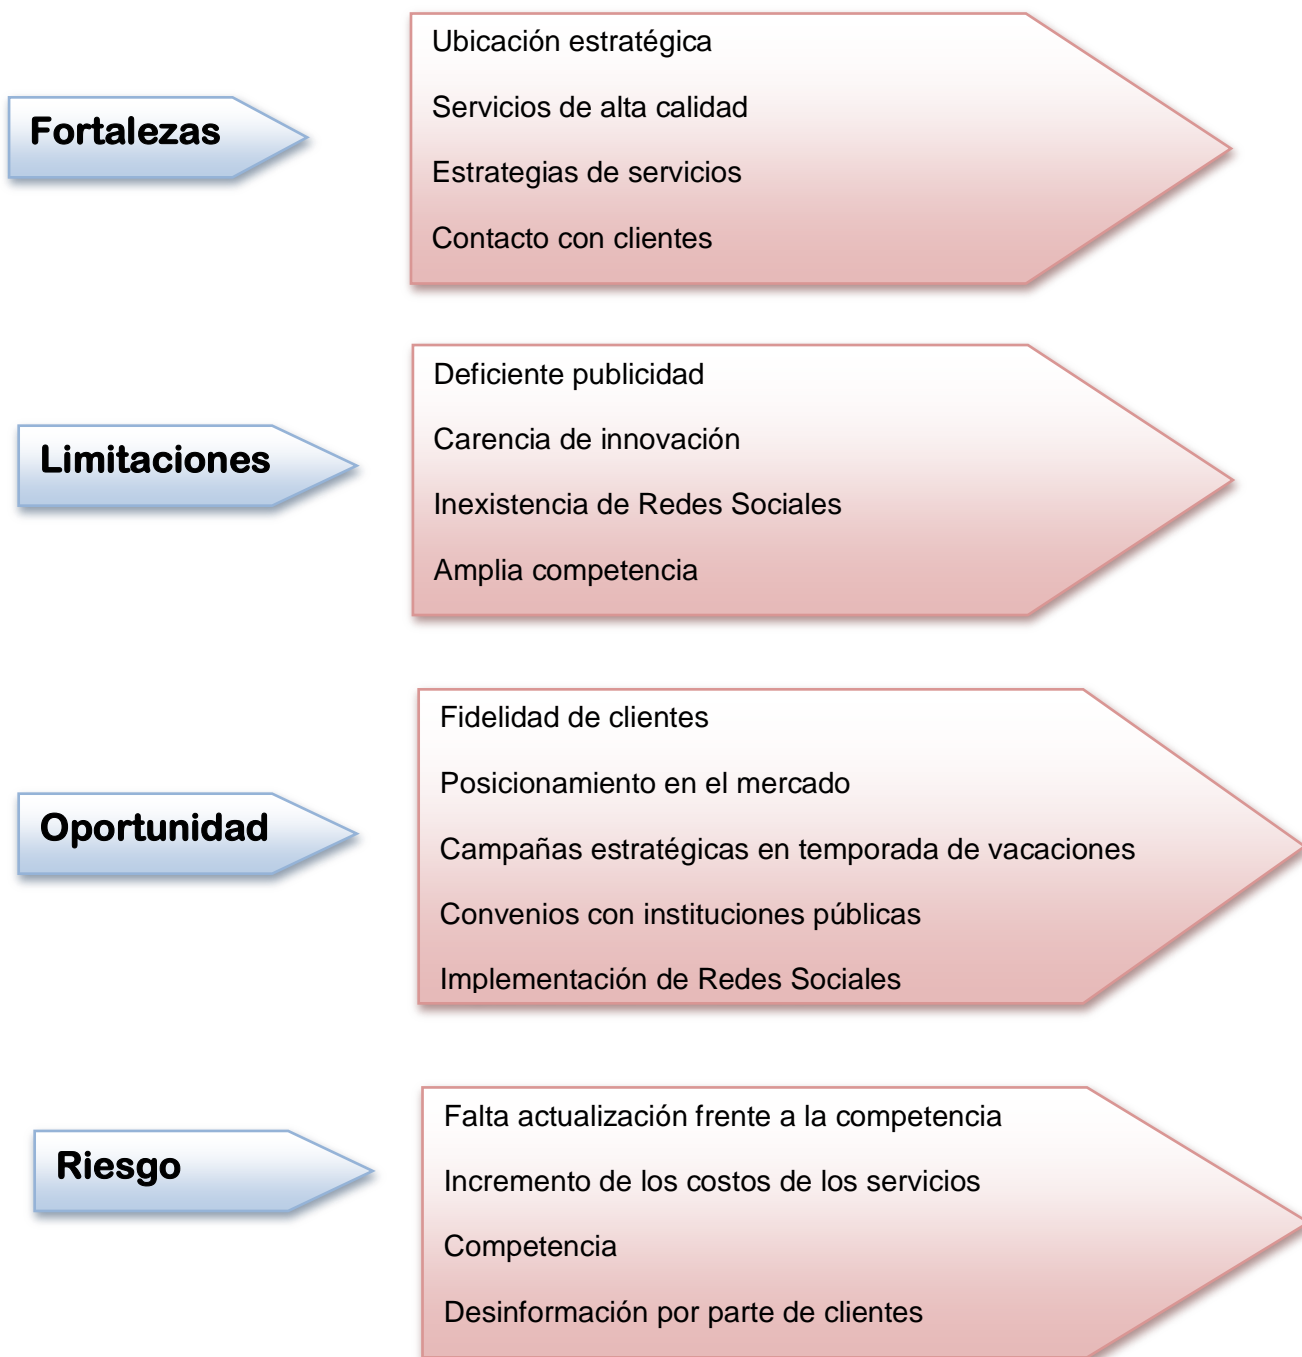 Fortalezas
Ubicación estratégica
Servicios de alta calidad
Estrategias de servicios
Contacto con clientes
Limitaciones
Deficiente publicidad
Carencia de innovación
Inexistencia de Redes Sociales
Amplia competencia
Oportunidad
Fidelidad de clientes
Posicionamiento en el mercado
Campañas estratégicas en temporada de vacaciones
Convenios con instituciones públicas
Implementación de Redes Sociales
Riesgo
Falta actualización frente a la competencia
Incremento de los costos de los servicios
Competencia
Desinformación por parte de clientes